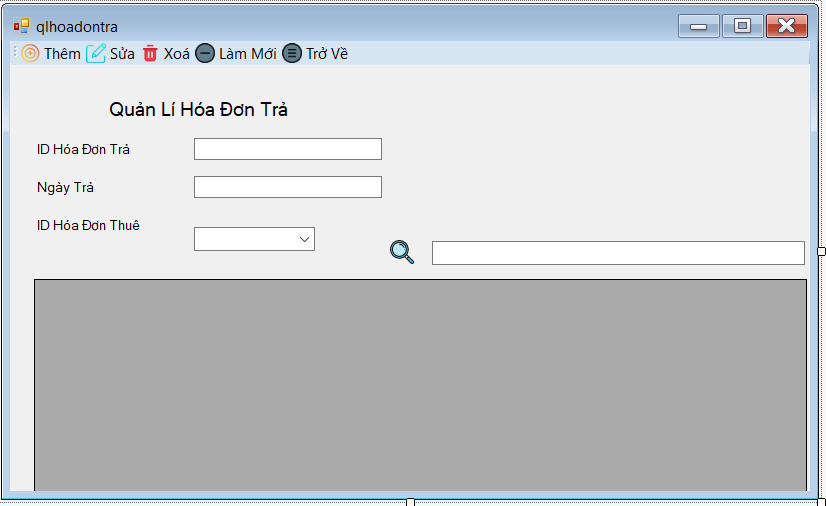 qlhoadontra
Thêm Sửa Xoá Làm Mới Trở Về
Quản Lí Hóa Đơn Trả
ID Hóa Đơn Trả
Ngày Trả
ID Hóa Đơn Thuê